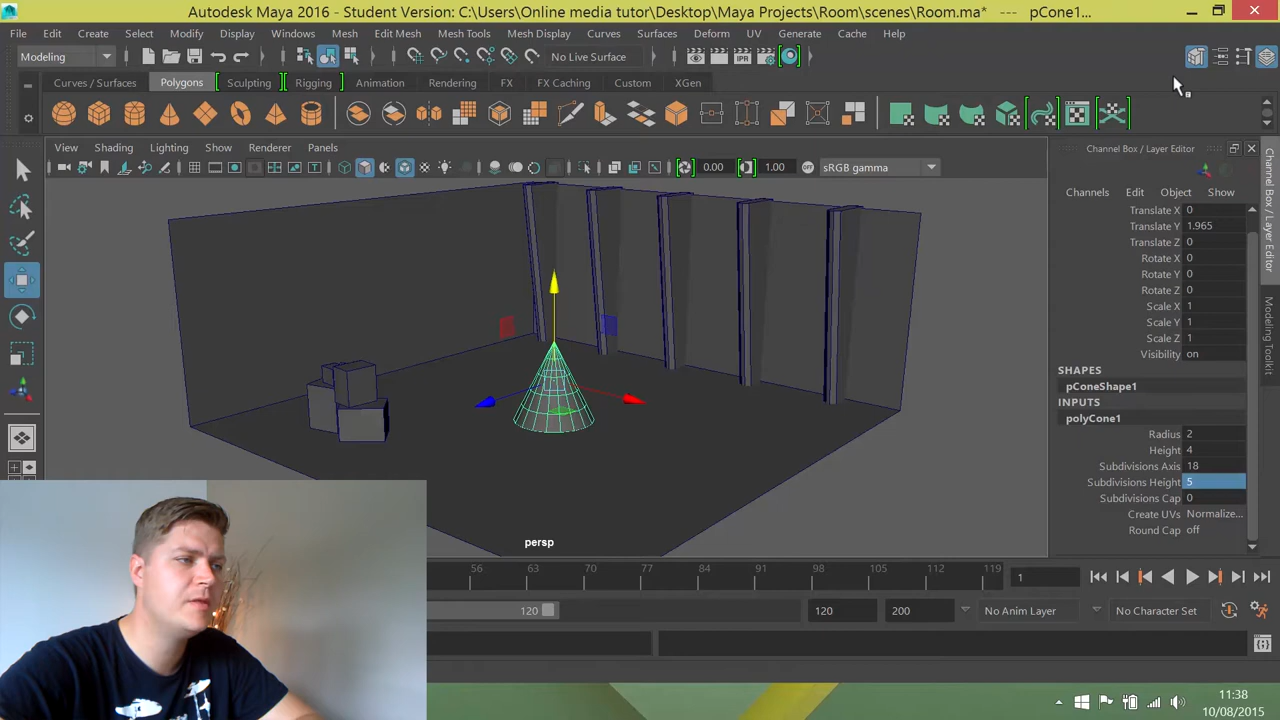 Autodesk Maya 2016 - Student Version: C:\Users\Online media tutor\Desktop\Maya Projects\Room\scenes\Room.ma* --- pCone1...
File Edit Create Select Modify Display Windows Mesh Edit Mesh Mesh Tools Mesh Display Curves Surfaces Deform UV Generate Cache Help
Modeling No Live Surface
Curves / Surfaces Polygons Sculpting Rigging Animation Rendering FX FX Caching Custom XGen
View Shading Lighting Show Renderer Panels
0.00 1.00 sRGB gamma
Channel Box / Layer Editor
Channels Edit Object Show
Translate X 0
Translate Y 1.965
Translate Z 0
Rotate X 0
Rotate Y 0
Rotate Z 0
Scale X 1
Scale Y 1
Scale Z 1
Visibility on
SHAPES
pConeShape1
INPUTS
polyCone1
Radius 2
Height 4
Subdivisions Axis 18
Subdivisions Height 5
Subdivisions Cap 0
Create UVs Normalize...
Round Cap off
Channel Box / Layer Editor
Modeling Toolkit
persp
56 63 70 77 84 91 98 105 112 119 1
120 120 200 No Anim Layer No Character Set
11:38
10/08/2015